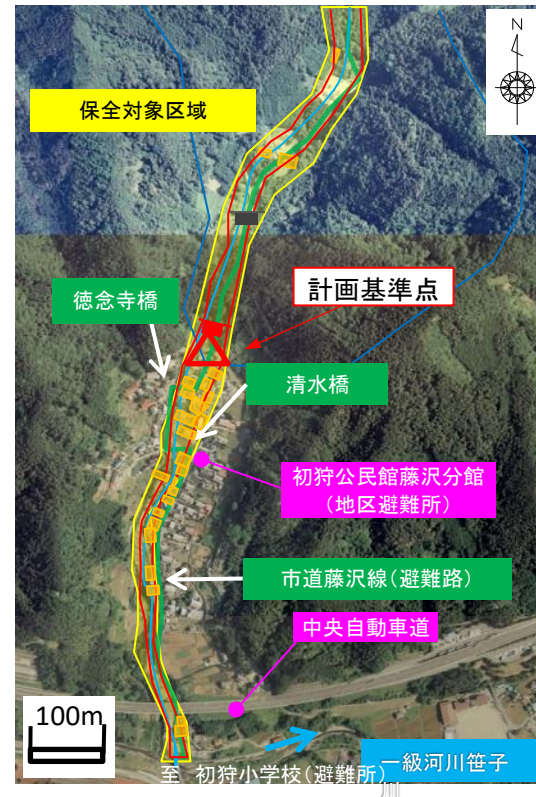 N
保全対象区域
計画基準点
徳念寺橋
清水橋
初狩公民館藤沢分館
（地区避難所）
市道藤沢線（避難路）
中央自動車道
100m
一級河川笹子
川
至 初狩小学校（避難所）